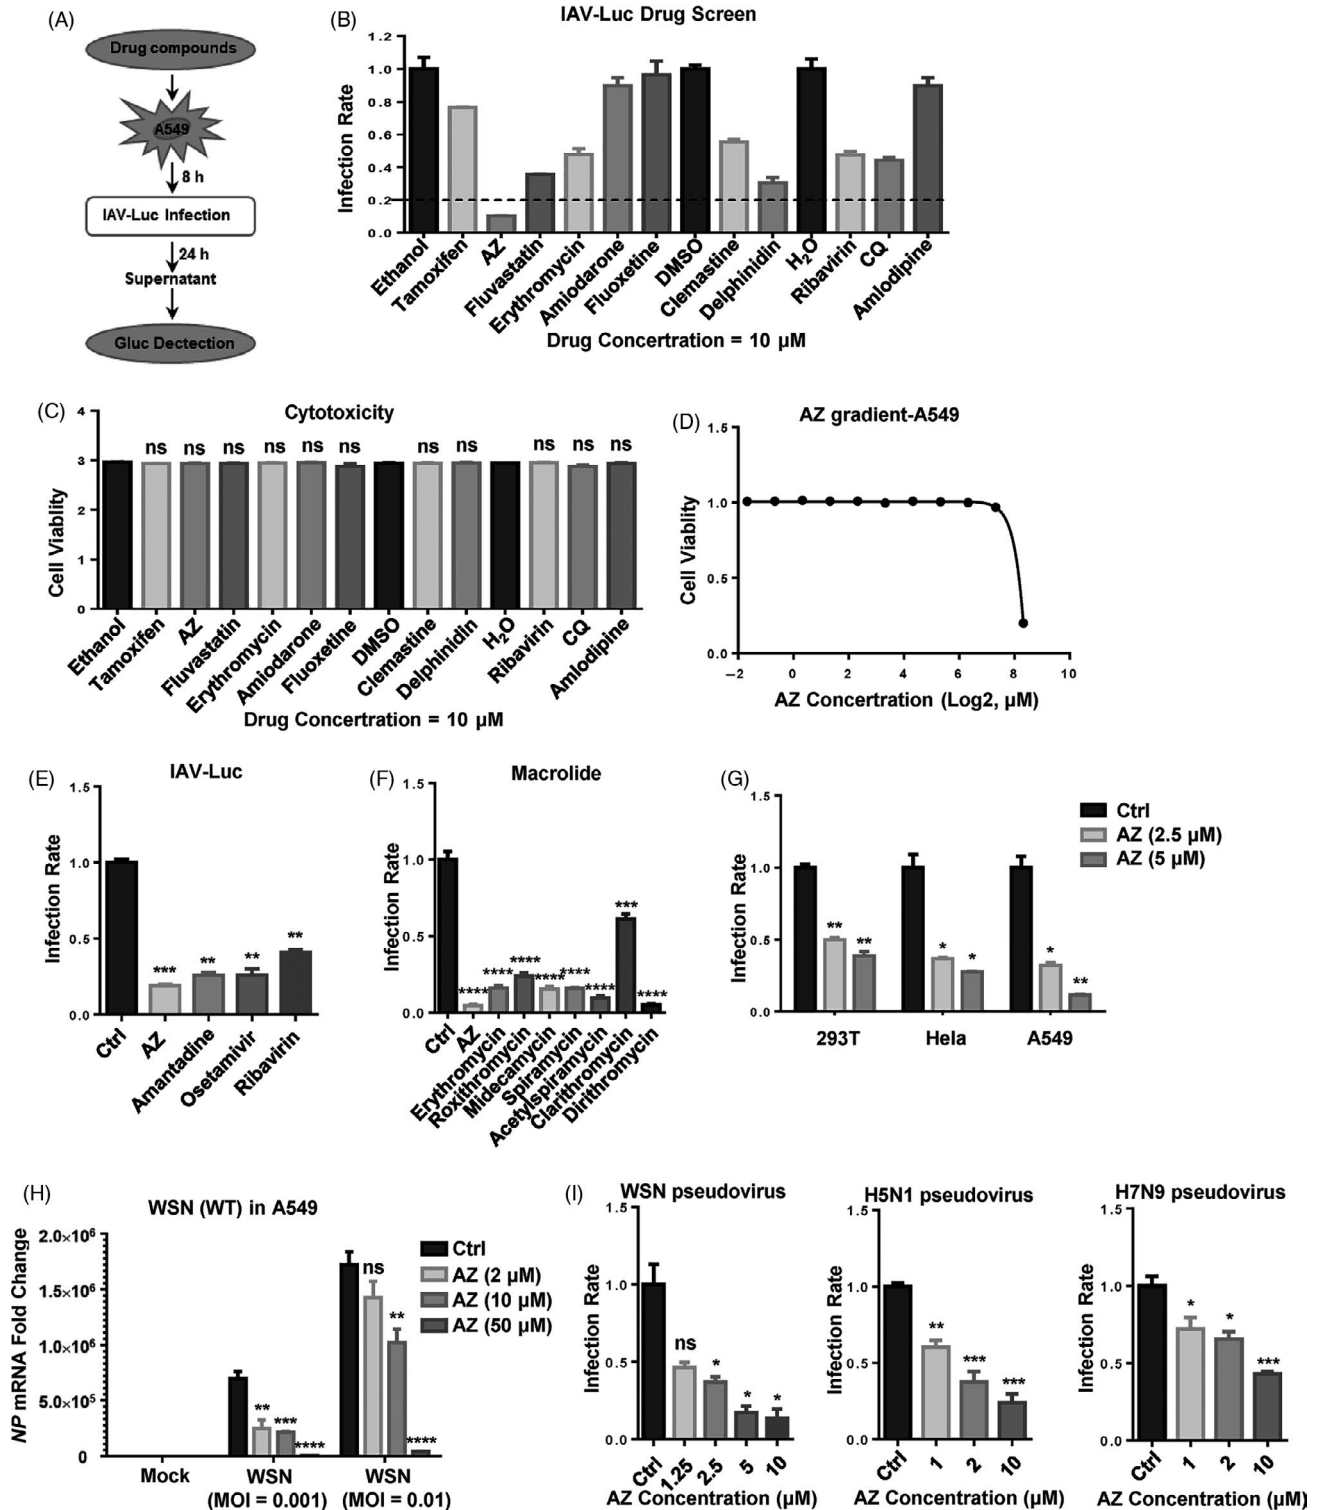 (A)
Drug compounds
A549
8 h
IAV-Luc Infection
24 h
Supernatant
Gluc Dectection
(B)
IAV-Luc Drug Screen
Infection Rate
1.2
1.0
0.8
0.6
0.4
0.2
0.0
Ethanol
Tamoxifen
AZ
Fluvastatin
Erythromycin
Amiodarone
Fluoxetine
DMSO
Clemastine
Delphinidin
H2O
Ribavirin
CQ
Amlodipine
Drug Concertration = 10 µM
(C)
Cytotoxicity
Cell Viablity
4
3
2
1
0
ns ns ns ns ns ns ns ns ns ns ns
Ethanol
Tamoxifen
AZ
Fluvastatin
Erythromycin
Amiodarone
Fluoxetine
DMSO
Clemastine
Delphinidin
H2O
Ribavirin
CQ
Amlodipine
Drug Concertration = 10 µM
(D)
AZ gradient-A549
Cell Viablity
1.5
1.0
0.5
0.0
−2 0 2 4 6 8 10
AZ Concertration (Log2, µM)
(E)
IAV-Luc
Infection Rate
1.5
1.0
0.5
0.0
*** ** ** **
Ctrl
AZ
Amantadine
Osetamivir
Ribavirin
(F)
Macrolide
Infection Rate
1.5
1.0
0.5
0.0
**** **** **** **** **** **** *** ****
Ctrl
AZ
Erythromycin
Roxithromycin
Midecamycin
Spiramycin
Acetylspiramycin
Clarithromycin
Dirithromycin
(G)
Infection Rate
1.5
1.0
0.5
0.0
** ** * * * **
293T Hela A549
Ctrl
AZ (2.5 µM)
AZ (5 µM)
(H)
WSN (WT) in A549
NP mRNA Fold Change
2.0×10⁶
1.5×10⁶
1.0×10⁶
5.0×10⁵
0
** *** **** ns ** ****
Mock WSN WSN
(MOI = 0.001) (MOI = 0.01)
Ctrl
AZ (2 µM)
AZ (10 µM)
AZ (50 µM)
(I)
WSN pseudovirus
Infection Rate
1.5
1.0
0.5
0.0
ns * * *
Ctrl 1.25 2.5 5 10
AZ Concentration (µM)
H5N1 pseudovirus
Infection Rate
1.5
1.0
0.5
0.0
** *** ***
Ctrl 1 2 10
AZ Concentration (µM)
H7N9 pseudovirus
Infection Rate
1.5
1.0
0.5
0.0
* * ***
Ctrl 1 2 10
AZ Concentration (µM)